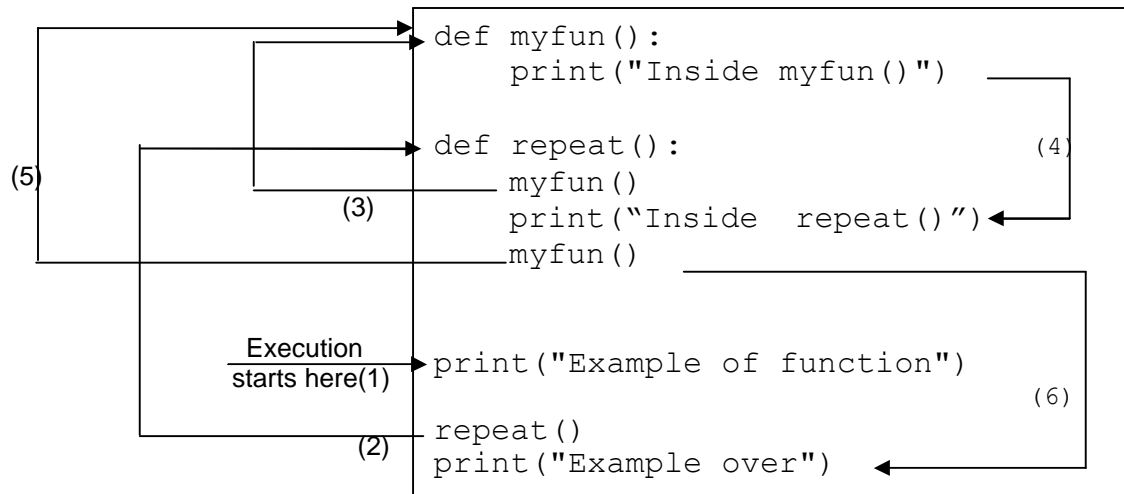 def myfun():
print("Inside myfun()")
def repeat():
(4)
(5)
myfun()
(3)
print(“Inside repeat()”)
myfun()
Execution
starts here(1)
print("Example of function")
(6)
repeat()
(2)
print("Example over")